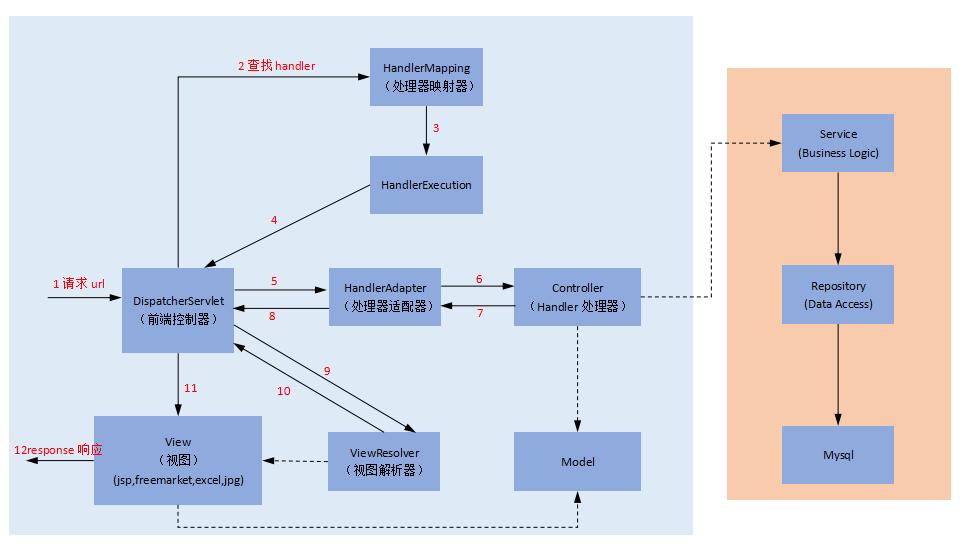 2 查找 handler
HandlerMapping
（处理器映射器）
3
HandlerExecution
4
1 请求 url
DispatcherServlet
（前端控制器）
5
8
HandlerAdapter
（处理器适配器）
6
7
Controller
（Handler 处理器）
9
10
11
12response 响应
View
（视图）
(jsp,freemarket,excel,jpg)
ViewResolver
（视图解析器）
Model
Service
(Business Logic)
Repository
(Data Access)
Mysql